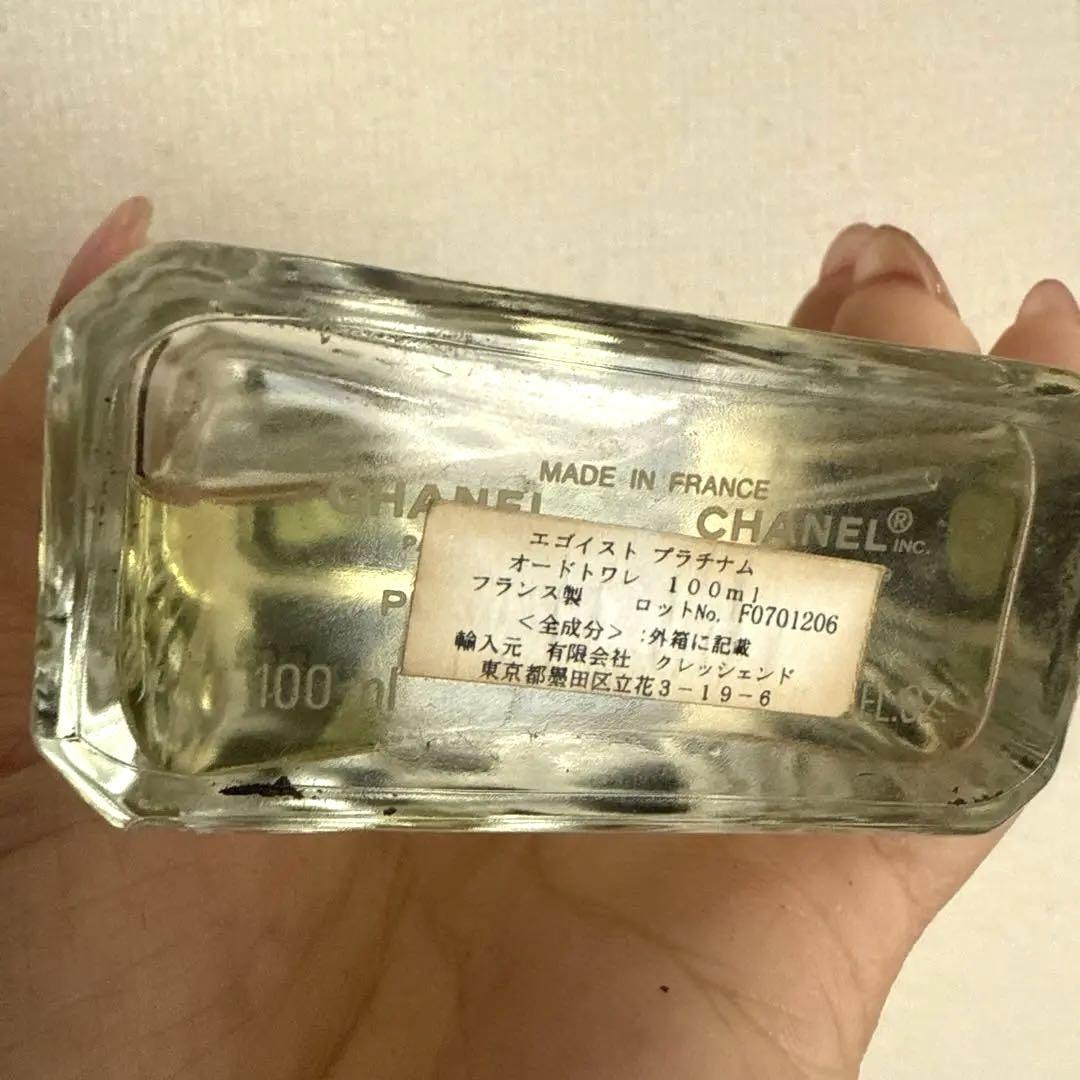 MADE IN FRANCE
CHANEL CHANEL®
INC.
エゴイスト プラチナム
オードトワレ 100ml
フランス製 ロットNo. F0701206
<全成分>:外箱に記載
輸入元 有限会社 クレッシェンド
東京都墨田区立花3-19-6
100